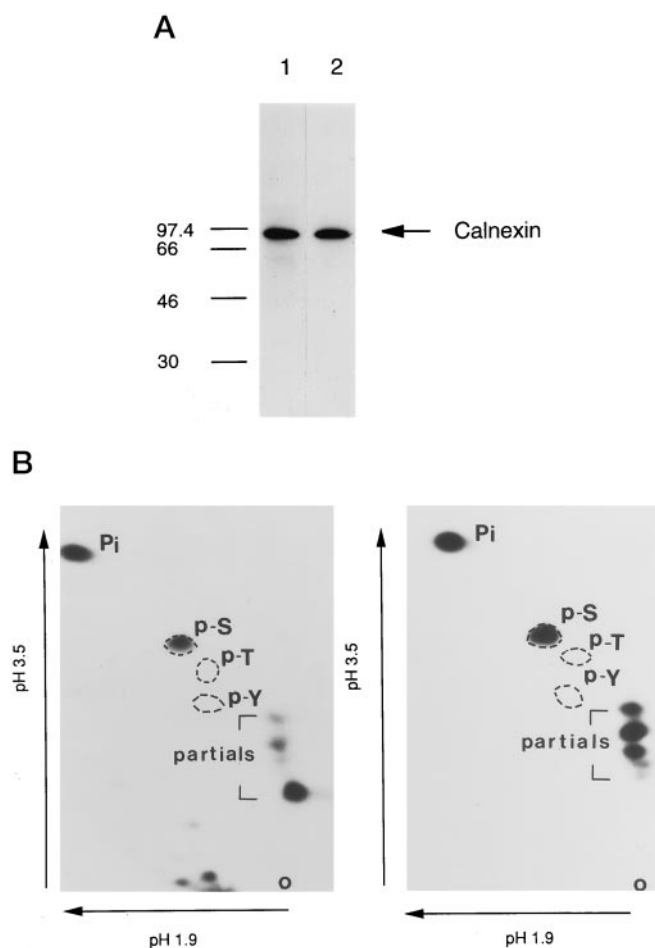 A
1 2
97.4
66
46
30
Calnexin
B
pH 3.5
Pi
p-S
p-T
p-Y
partials
o
pH 1.9
pH 3.5
Pi
p-S
p-T
p-Y
partials
o
pH 1.9